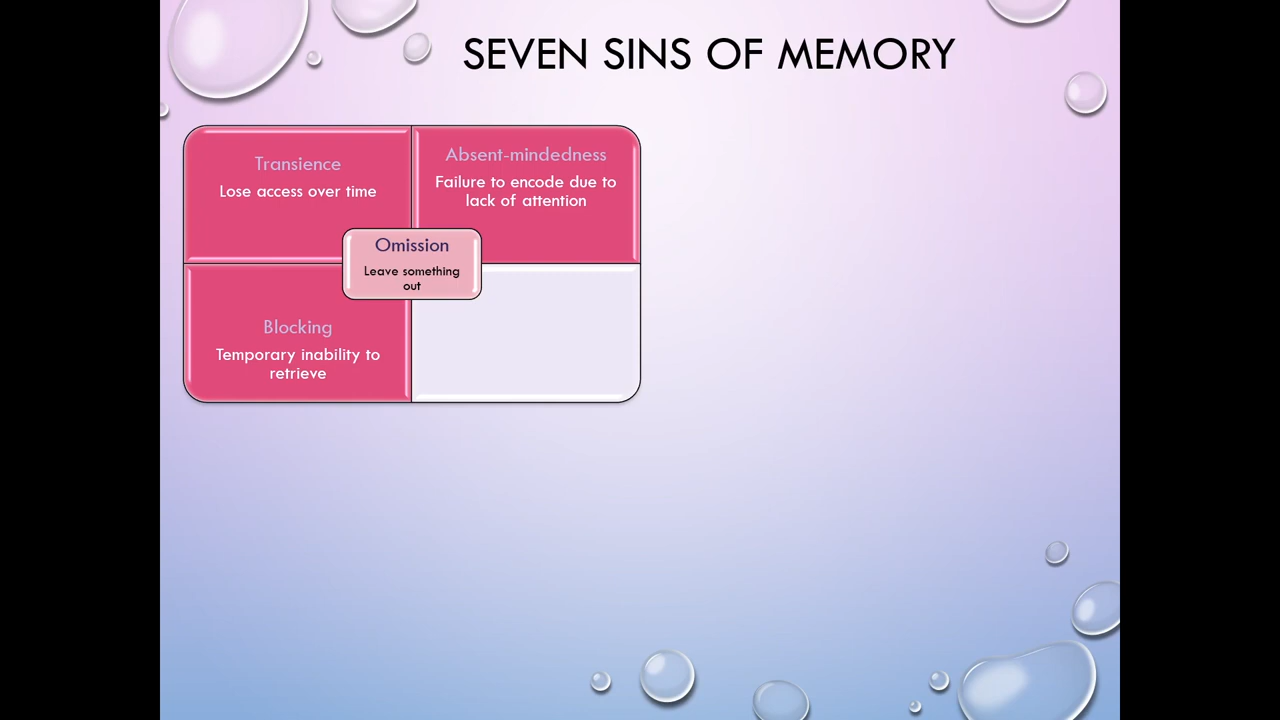 SEVEN SINS OF MEMORY
Transience
Lose access over time
Absent-mindedness
Failure to encode due to
lack of attention
Omission
Leave something
out
Blocking
Temporary inability to
retrieve